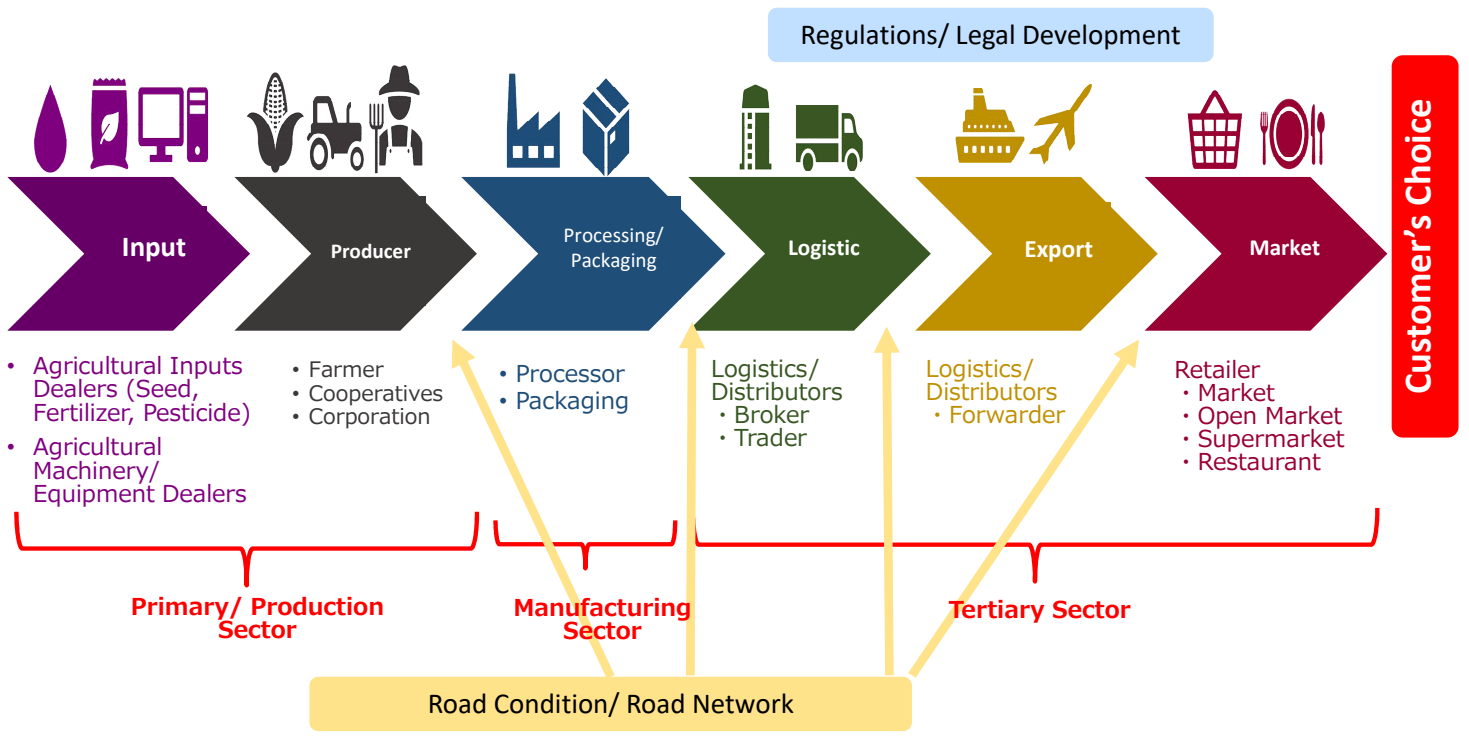 Regulations/ Legal Development
Customer's Choice
Input
Producer
Processing/
Packaging
Logistic
Export
Market
• Agricultural Inputs
Dealers (Seed,
Fertilizer, Pesticide)
• Agricultural
Machinery/
Equipment Dealers
• Farmer
• Cooperatives
• Corporation
• Processor
• Packaging
Logistics/
Distributors
・Broker
・Trader
Logistics/
Distributors
・Forwarder
Retailer
・Market
・Open Market
・Supermarket
・Restaurant
Primary/ Production
Sector
Manufacturing
Sector
Tertiary Sector
Road Condition/ Road Network